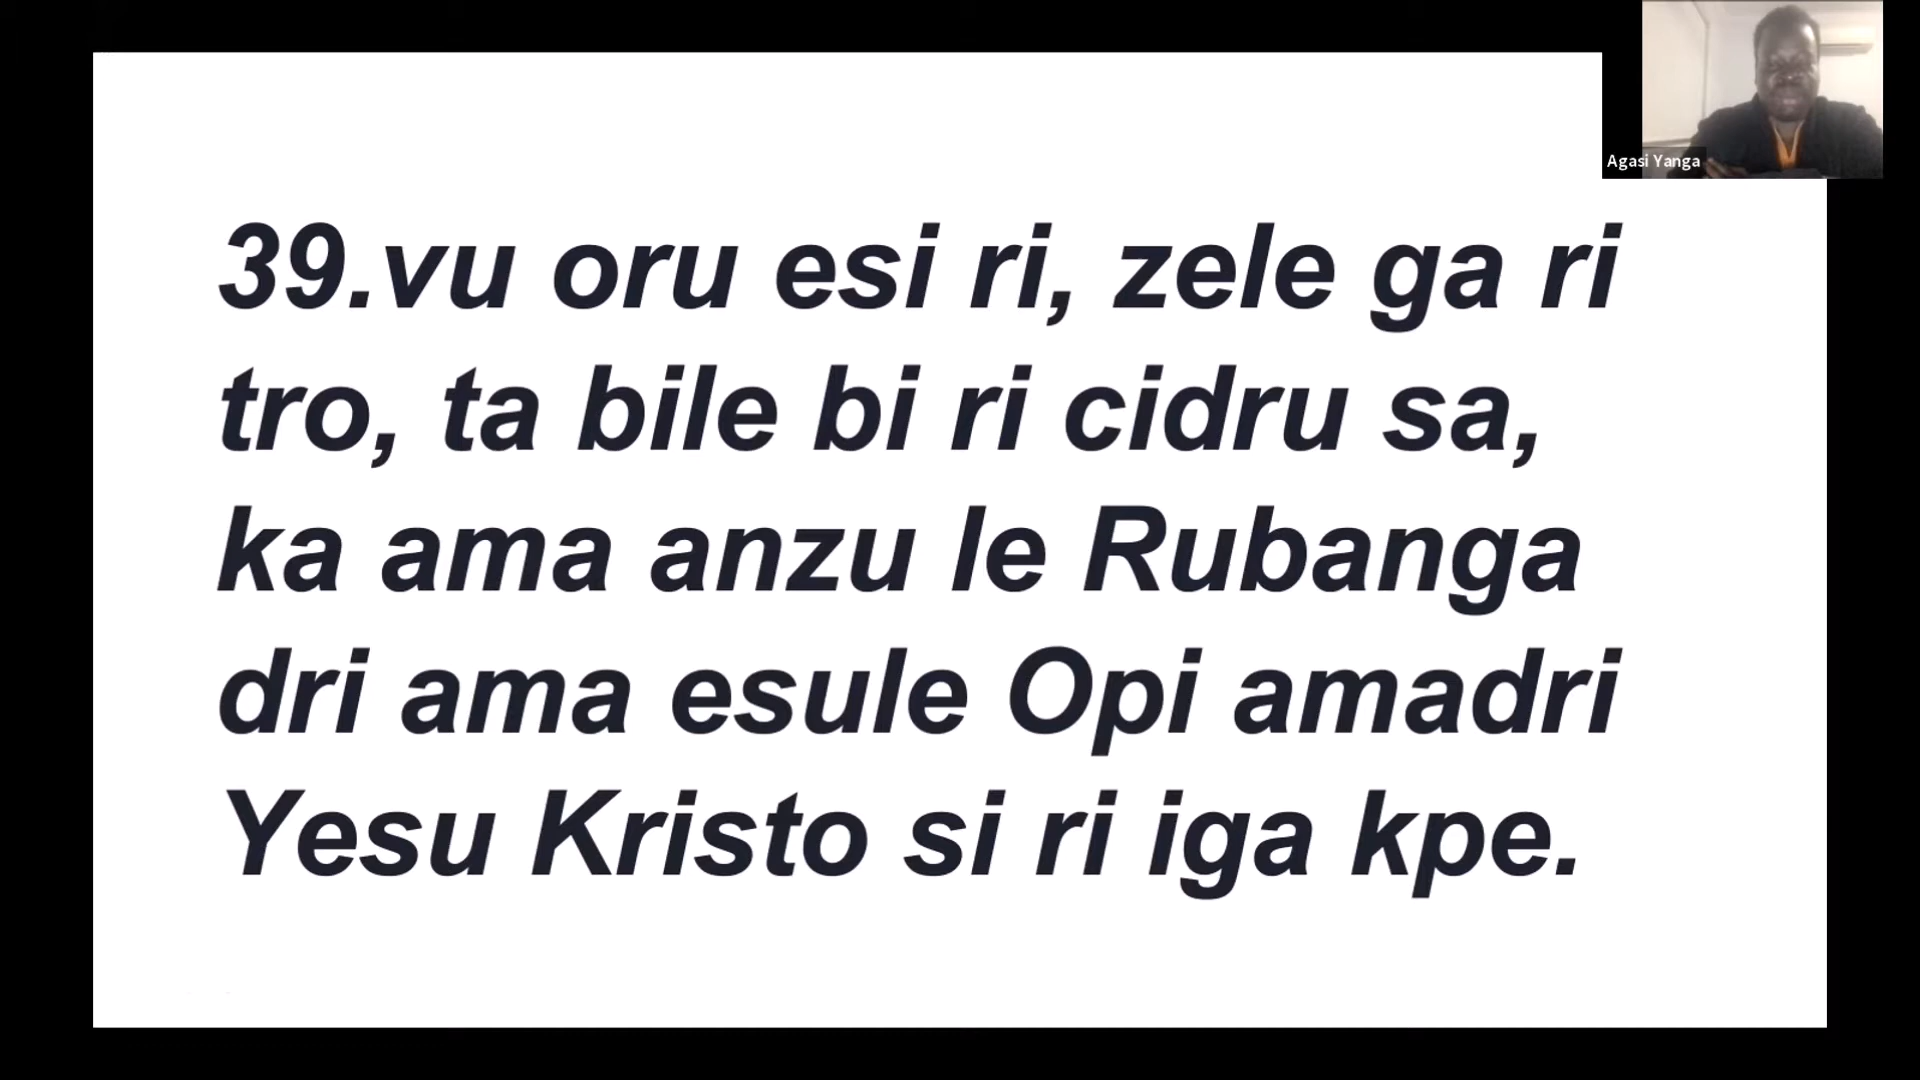 Agasi Yanga
39.vu oru esi ri, zele ga ri
tro, ta bile bi ri cidru sa,
ka ama anzu le Rubanga
dri ama esule Opi amadri
Yesu Kristo si ri iga kpe.